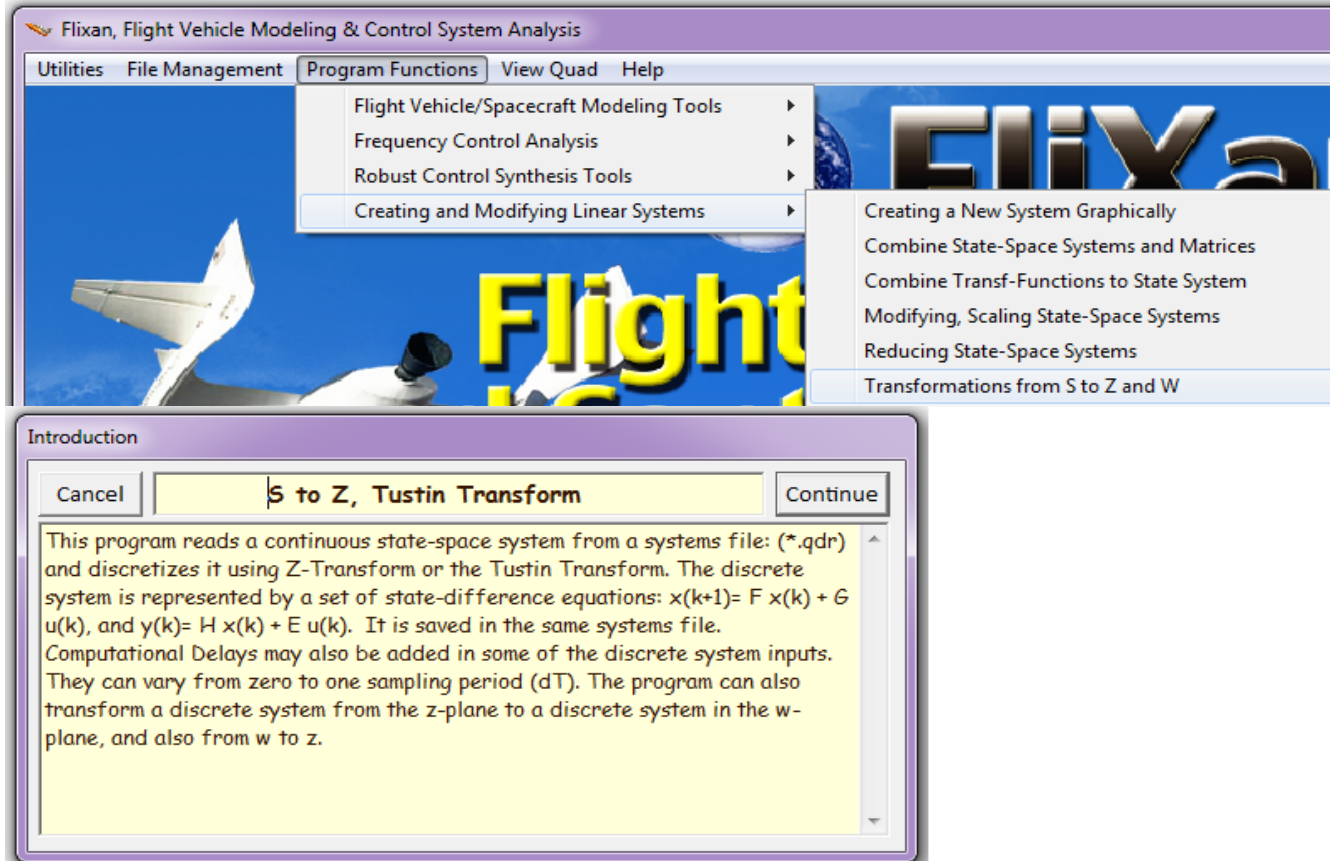 Flixan, Flight Vehicle Modeling & Control System Analysis
Utilities File Management Program Functions View Quad Help
Flight Vehicle/Spacecraft Modeling Tools
Frequency Control Analysis
Robust Control Synthesis Tools
Creating and Modifying Linear Systems
Creating a New System Graphically
Combine State-Space Systems and Matrices
Combine Transf-Functions to State System
Modifying, Scaling State-Space Systems
Reducing State-Space Systems
Transformations from S to Z and W
FliXa
Flight
Introduction
Cancel S to Z, Tustin Transform Continue
This program reads a continuous state-space system from a systems file: (*.qdr)
and discretizes it using Z-Transform or the Tustin Transform. The discrete
system is represented by a set of state-difference equations: x(k+1)= F x(k) + G
u(k), and y(k)= H x(k) + E u(k). It is saved in the same systems file.
Computational Delays may also be added in some of the discrete system inputs.
They can vary from zero to one sampling period (dT). The program can also
transform a discrete system from the z-plane to a discrete system in the w-
plane, and also from w to z.